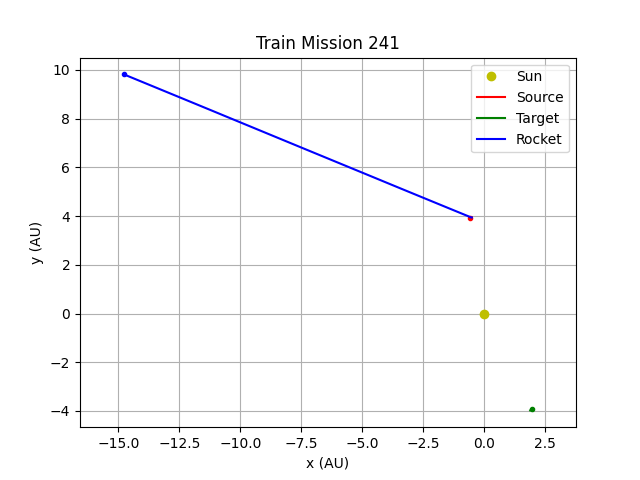 Train Mission 241
Sun
Source
Target
Rocket
10
8
6
4
2
0
−2
−4
y (AU)
−15.0 −12.5 −10.0 −7.5 −5.0 −2.5 0.0 2.5
x (AU)